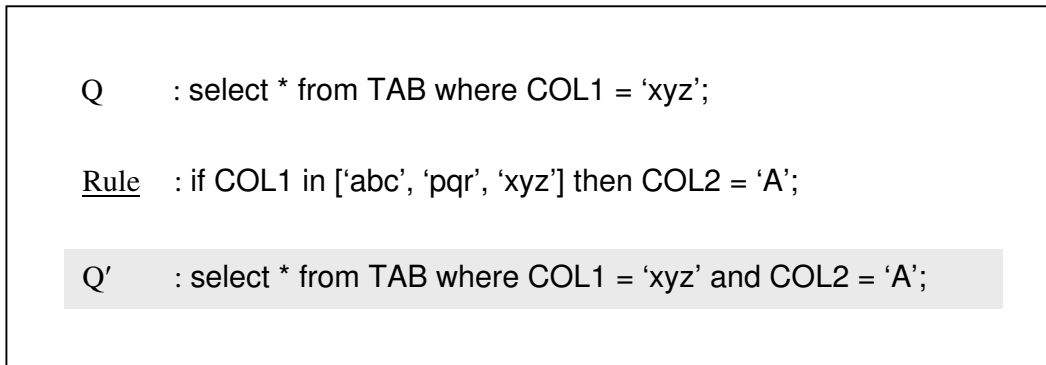 Q : select * from TAB where COL1 = ‘xyz’;
Rule : if COL1 in [‘abc’, ‘pqr’, ‘xyz’] then COL2 = ‘A’;
Q′ : select * from TAB where COL1 = ‘xyz’ and COL2 = ‘A’;